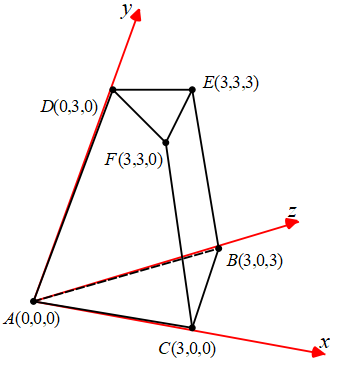 y
D(0,3,0)
E(3,3,3)
F(3,3,0)
z
B(3,0,3)
A(0,0,0)
C(3,0,0)
x